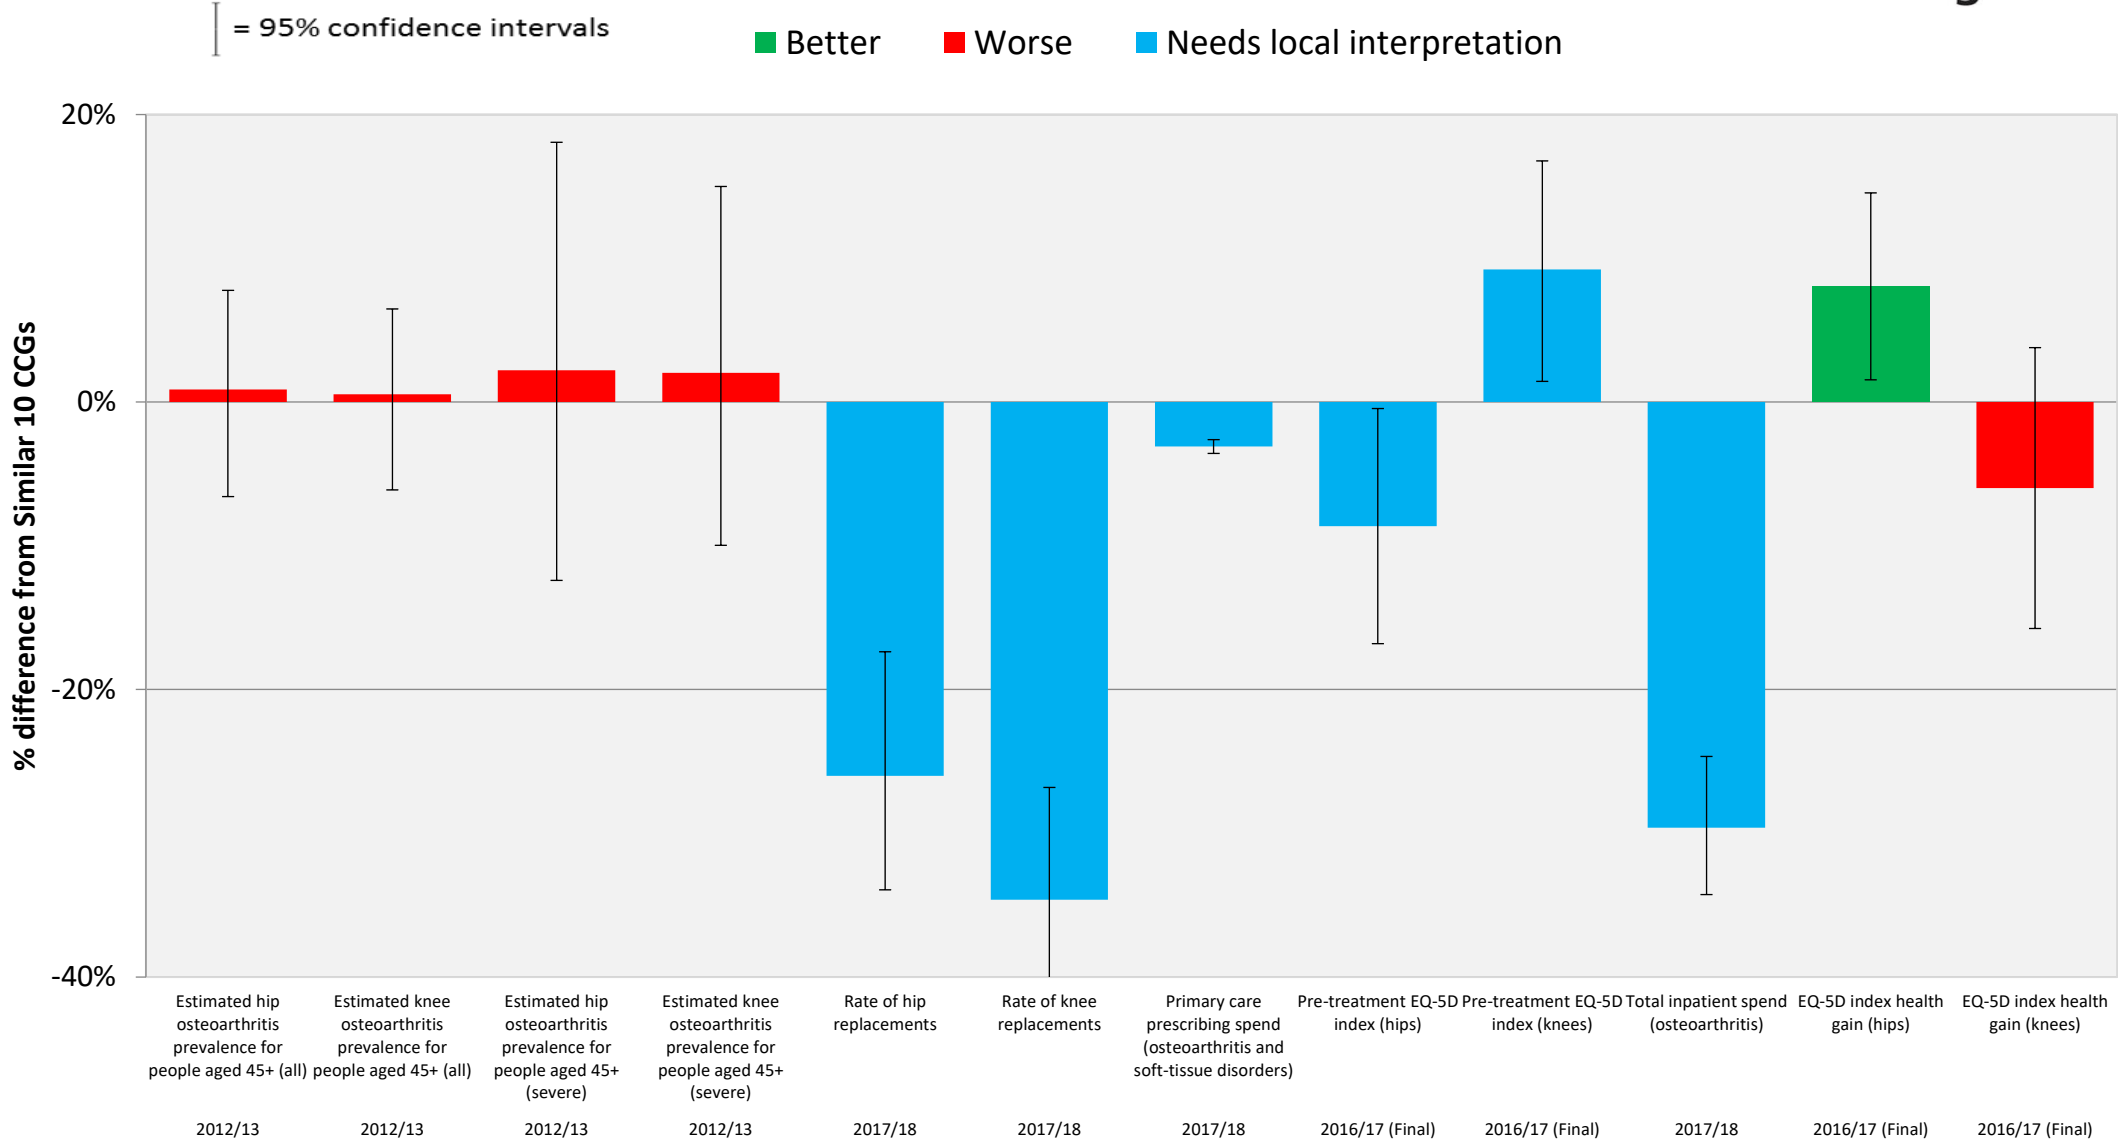 = 95% confidence intervals
Better
Worse
Needs local interpretation
% difference from Similar 10 CCGs
20%
0%
-20%
-40%
Estimated hip
osteoarthritis
prevalence for
people aged 45+ (all)
2012/13
Estimated knee
osteoarthritis
prevalence for
people aged 45+ (all)
2012/13
Estimated hip
osteoarthritis
prevalence for
people aged 45+
(severe)
2012/13
Estimated knee
osteoarthritis
prevalence for
people aged 45+
(severe)
2012/13
Rate of hip
replacements
2017/18
Rate of knee
replacements
2017/18
Primary care
prescribing spend
(osteoarthritis and
soft-tissue disorders)
2017/18
Pre-treatment EQ-5D
index (hips)
2016/17 (Final)
Pre-treatment EQ-5D
index (knees)
2016/17 (Final)
Total inpatient spend
(osteoarthritis)
2017/18
EQ-5D index health
gain (hips)
2016/17 (Final)
EQ-5D index health
gain (knees)
2016/17 (Final)